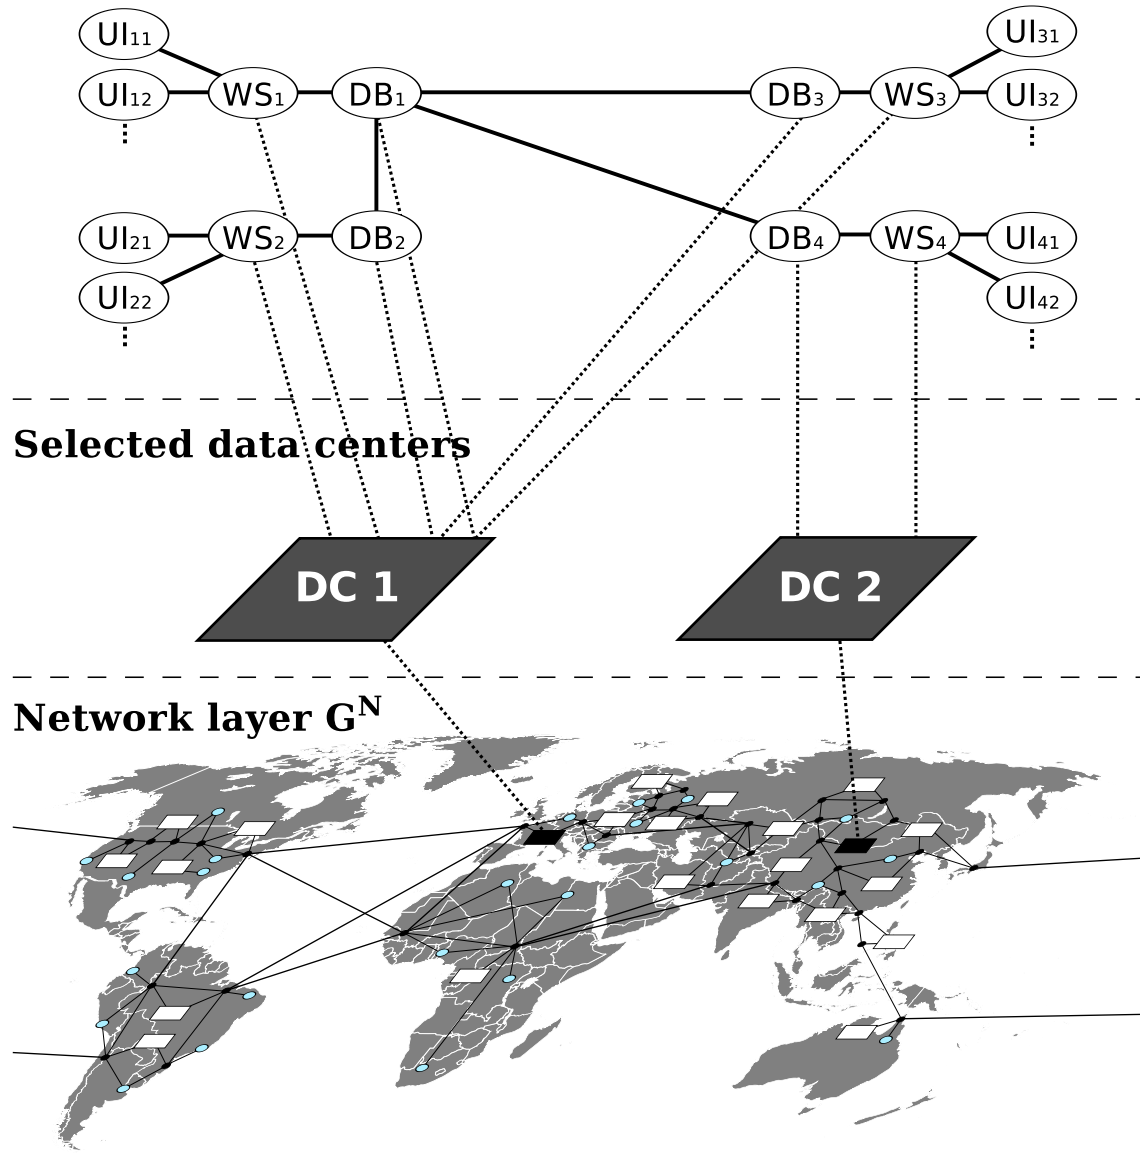 UI11 UI31
UI12 WS1 DB1 DB3 WS3 UI32
UI21 WS2 DB2 DB4 WS4 UI41
UI22 UI42
Selected data centers
DC 1 DC 2
Network layer G^N